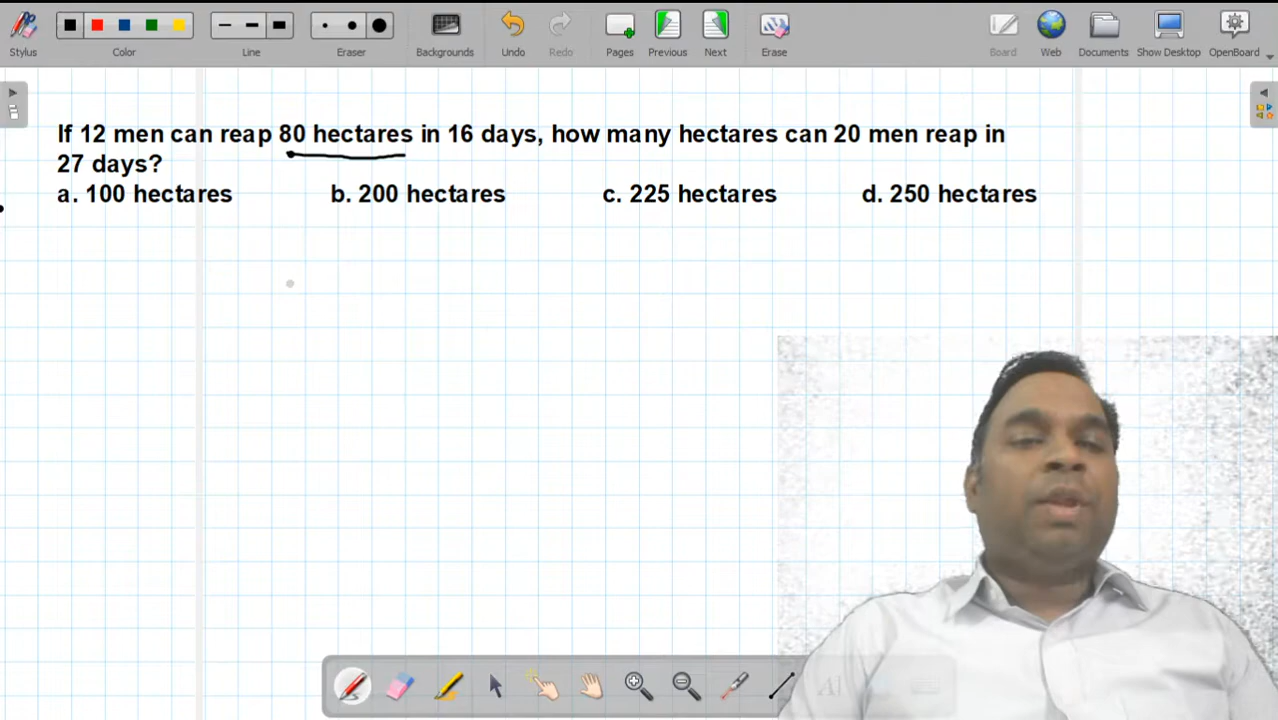 Stylus Color Line Eraser Backgrounds Undo Redo Pages Previous Next Erase Board Web Documents Show Desktop OpenBoard
If 12 men can reap 80 hectares in 16 days, how many hectares can 20 men reap in
27 days?
a. 100 hectares b. 200 hectares c. 225 hectares d. 250 hectares